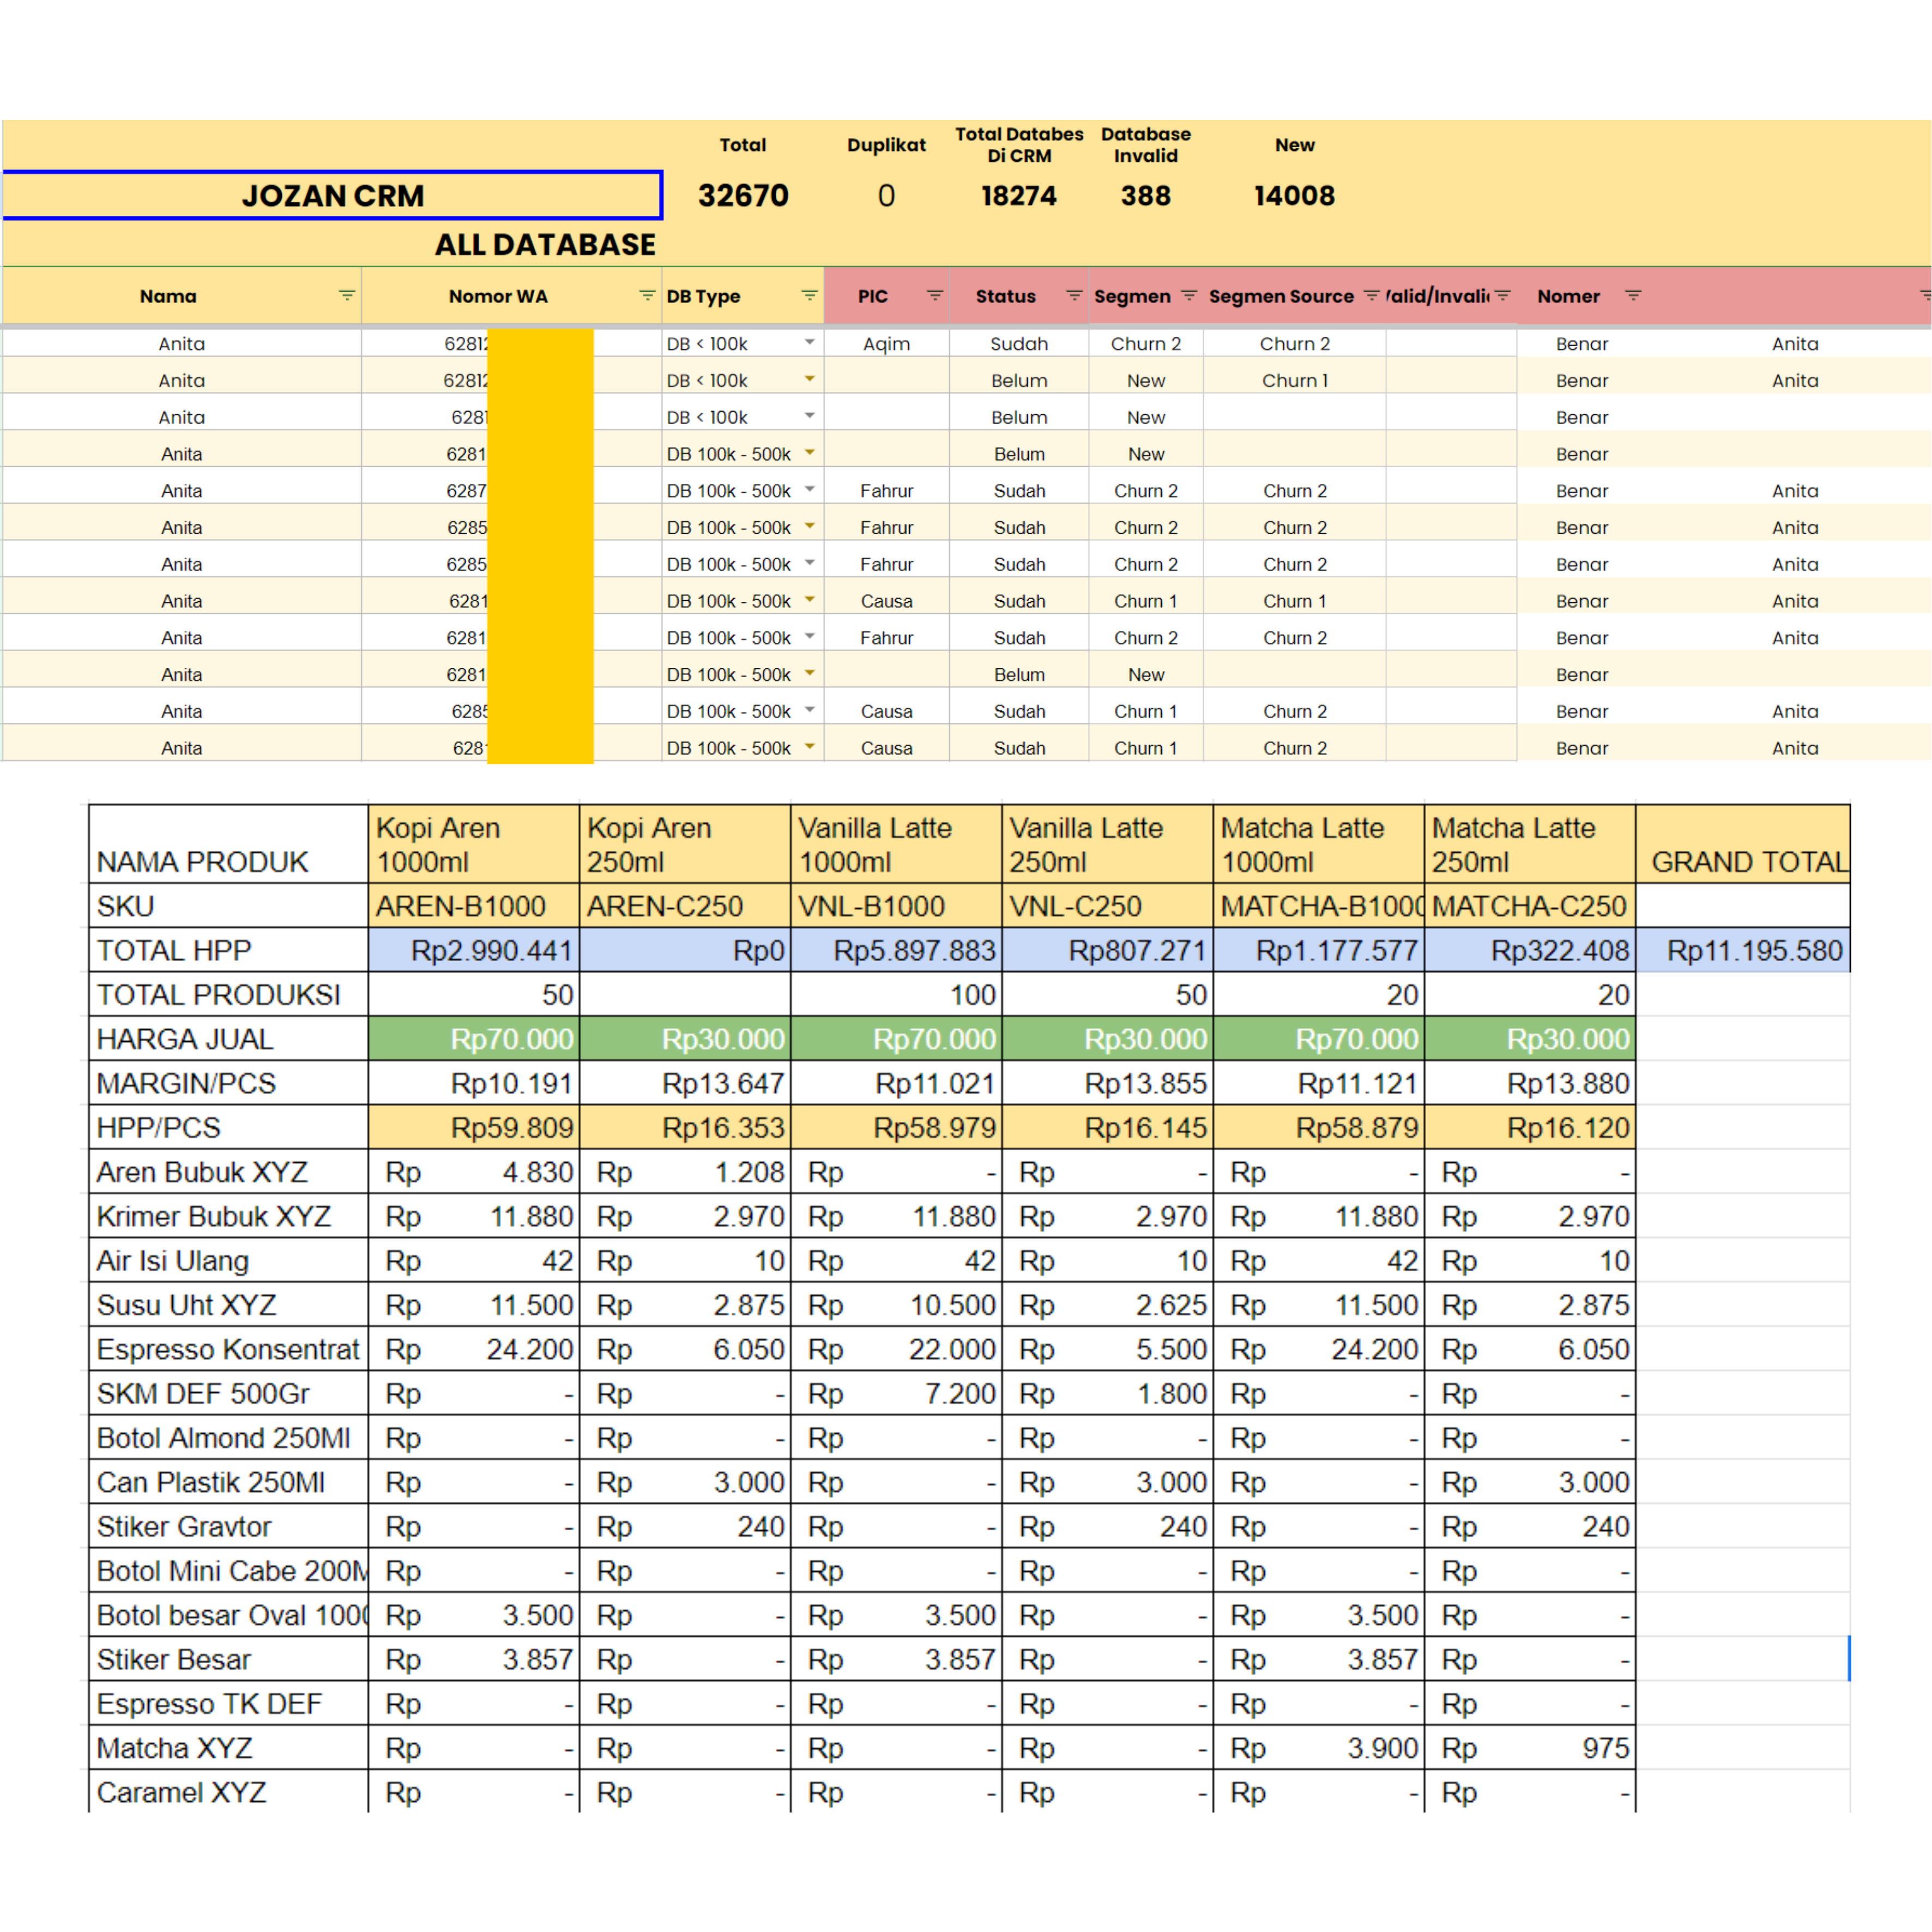 Total Duplikat Total Databes Di CRM Database Invalid New
JOZAN CRM 32670 0 18274 388 14008
ALL DATABASE
Nama Nomor WA DB Type PIC Status Segmen Segmen Source alid/Invali Nomer
Anita 6281 DB < 100k Aqim Sudah Churn 2 Churn 2 Benar Anita
Anita 6281 DB < 100k Belum New Churn 1 Benar Anita
Anita 628 DB < 100k Belum New Benar
Anita 6281 DB 100k - 500k Belum New Benar
Anita 6287 DB 100k - 500k Fahrur Sudah Churn 2 Churn 2 Benar Anita
Anita 6285 DB 100k - 500k Fahrur Sudah Churn 2 Churn 2 Benar Anita
Anita 6285 DB 100k - 500k Fahrur Sudah Churn 2 Churn 2 Benar Anita
Anita 6281 DB 100k - 500k Causa Sudah Churn 1 Churn 1 Benar Anita
Anita 6281 DB 100k - 500k Fahrur Sudah Churn 2 Churn 2 Benar Anita
Anita 6281 DB 100k - 500k Belum New Benar
Anita 628 DB 100k - 500k Causa Sudah Churn 1 Churn 2 Benar Anita
Anita 628 DB 100k - 500k Causa Sudah Churn 1 Churn 2 Benar Anita
NAMA PRODUK Kopi Aren 1000ml Kopi Aren 250ml Vanilla Latte 1000ml Vanilla Latte 250ml Matcha Latte 1000ml Matcha Latte 250ml GRAND TOTAL
SKU AREN-B1000 AREN-C250 VNL-B1000 VNL-C250 MATCHA-B1000 MATCHA-C250
TOTAL HPP Rp2.990.441 Rp0 Rp5.897.883 Rp807.271 Rp1.177.577 Rp322.408 Rp11.195.580
TOTAL PRODUKSI 50 100 50 20 20
HARGA JUAL Rp70.000 Rp30.000 Rp70.000 Rp30.000 Rp70.000 Rp30.000
MARGIN/PCS Rp10.191 Rp13.647 Rp11.021 Rp13.855 Rp11.121 Rp13.880
HPP/PCS Rp59.809 Rp16.353 Rp58.979 Rp16.145 Rp58.879 Rp16.120
Aren Bubuk XYZ Rp 4.830 Rp 1.208 Rp - Rp - Rp - Rp -
Krimer Bubuk XYZ Rp 11.880 Rp 2.970 Rp 11.880 Rp 2.970 Rp 11.880 Rp 2.970
Air Isi Ulang Rp 42 Rp 10 Rp 42 Rp 10 Rp 42 Rp 10
Susu Uht XYZ Rp 11.500 Rp 2.875 Rp 10.500 Rp 2.625 Rp 11.500 Rp 2.875
Espresso Konsentrat Rp 24.200 Rp 6.050 Rp 22.000 Rp 5.500 Rp 24.200 Rp 6.050
SKM DEF 500Gr Rp - Rp - Rp 7.200 Rp 1.800 Rp - Rp -
Botol Almond 250Ml Rp - Rp - Rp - Rp - Rp - Rp -
Can Plastik 250Ml Rp - Rp 3.000 Rp - Rp 3.000 Rp - Rp 3.000
Stiker Gravtor Rp - Rp 240 Rp - Rp 240 Rp - Rp 240
Botol Mini Cabe 200M Rp - Rp - Rp - Rp - Rp - Rp -
Botol besar Oval 1000 Rp 3.500 Rp - Rp 3.500 Rp - Rp 3.500 Rp -
Stiker Besar Rp 3.857 Rp - Rp 3.857 Rp - Rp 3.857 Rp -
Espresso TK DEF Rp - Rp - Rp - Rp - Rp - Rp -
Matcha XYZ Rp - Rp - Rp - Rp - Rp 3.900 Rp 975
Caramel XYZ Rp - Rp - Rp - Rp - Rp - Rp -